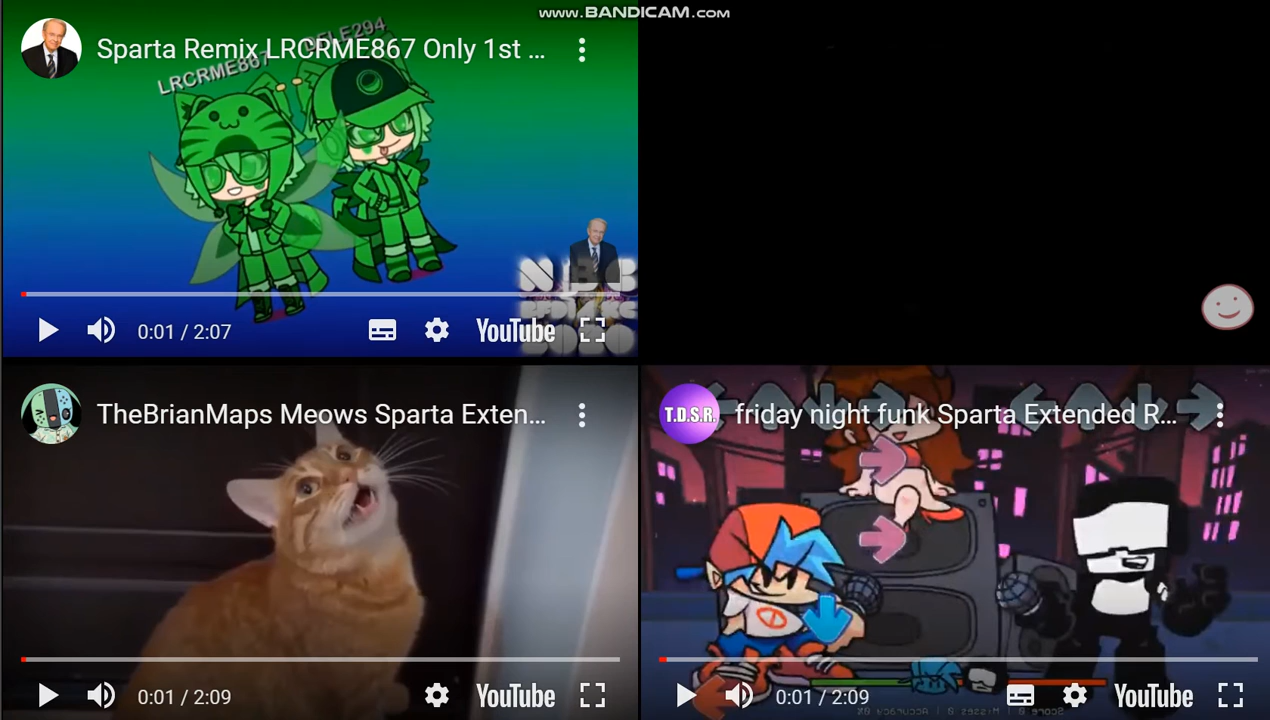 www.BANDICAM.com
Sparta Remix LRCRME867 Only 1st ...
LRCRME867
0:01 / 2:07
YouTube
TheBrianMaps Meows Sparta Exten...
0:01 / 2:09
YouTube
T.D.S.R.
friday night funk Sparta Extended R...
0:01 / 2:09
YouTube